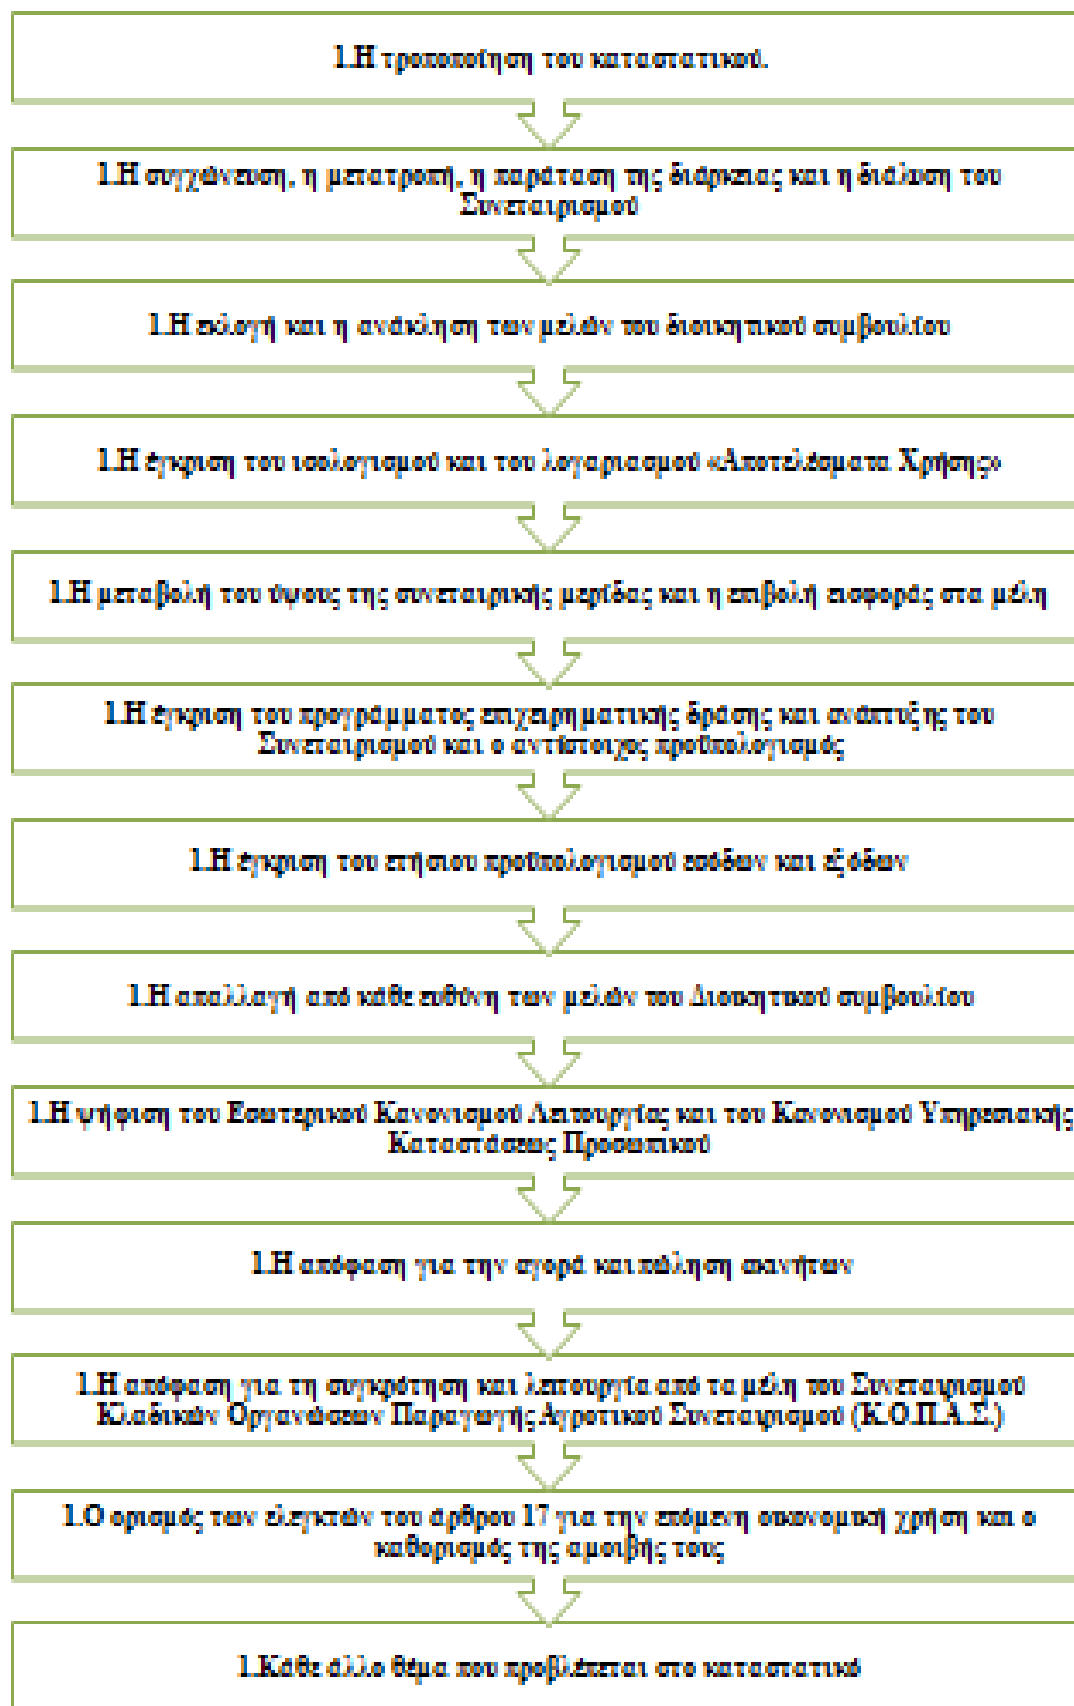 1.Η τροποποίηση του καταστατικού.
1.Η συγχώνευση, η μετατροπή, η παράταση της διάρκειας και η διάλυση του
Συνεταιρισμού
1.Η εκλογή και η ανάκληση των μελών του διοικητικού συμβουλίου
1.Η έγκριση του ισολογισμού και του λογαριασμού «Αποτελέσματα Χρήσης»
1.Η μεταβολή του ύψους της συνεταιρικής μερίδας και η επιβολή εισφοράς στα μέλη
1.Η έγκριση του προγράμματος επιχειρηματικής δράσης και ανάπτυξης του
Συνεταιρισμού και ο αντίστοιχος προϋπολογισμός
1.Η έγκριση του ετήσιου προϋπολογισμού εσόδων και εξόδων
1.Η απαλλαγή από κάθε ευθύνη των μελών του Διοικητικού συμβουλίου
1.Η ψήφιση του Εσωτερικού Κανονισμού Λειτουργίας και του Κανονισμού Υπηρεσιακής
Καταστάσεως Προσωπικού
1.Η απόφαση για την αγορά και πώληση ακινήτων
1.Η απόφαση για τη συγκρότηση και λειτουργία από τα μέλη του Συνεταιρισμού
Κλαδικών Οργανώσεων Παραγωγής Αγροτικού Συνεταιρισμού (Κ.Ο.Π.Α.Σ.)
1.Ο ορισμός των ελεγκτών του άρθρου 17 για την επόμενη οικονομική χρήση και ο
καθορισμός της αμοιβής τους
1.Κάθε άλλο θέμα που προβλέπεται στο καταστατικό